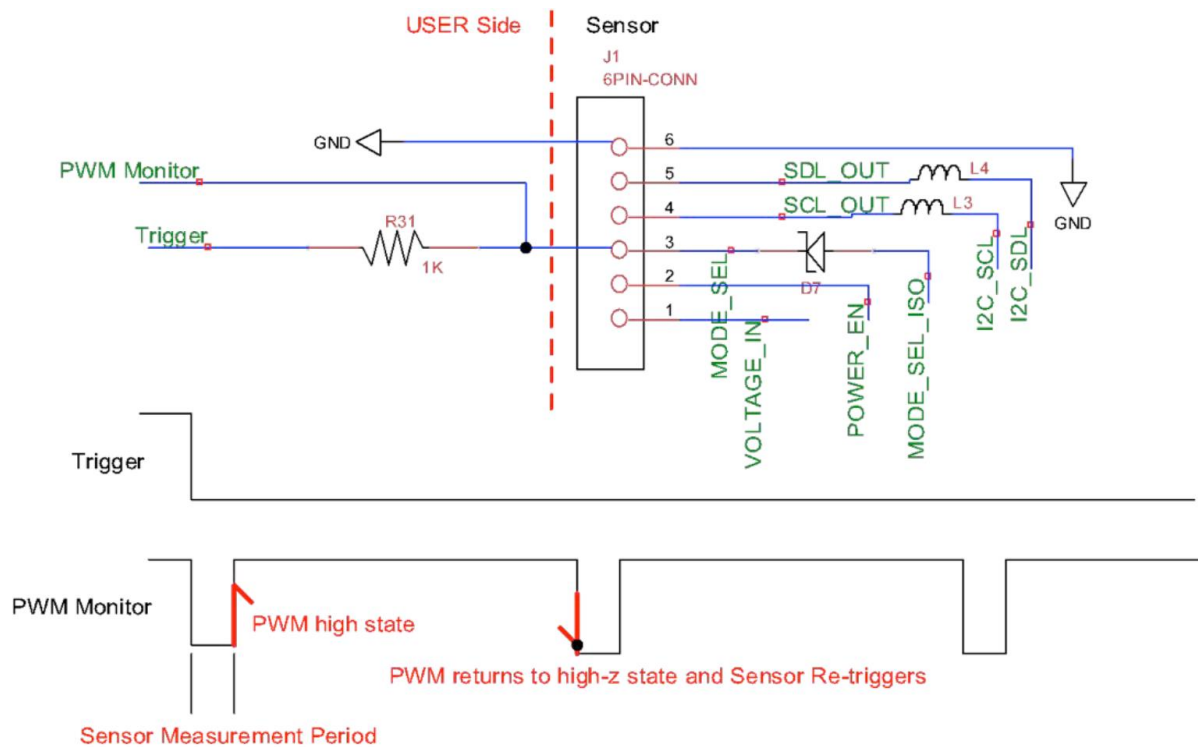 USER Side
Sensor
J1
6PIN-CONN
GND
6
PWM Monitor
5
SDL_OUT
L4
R31
4
SCL_OUT
L3
GND
Trigger
1K
3
D7
2
1
MODE_SEL
VOLTAGE_IN
POWER_EN
MODE_SEL_ISO
I2C_SCL
I2C_SDL
Trigger
PWM Monitor
PWM high state
PWM returns to high-z state and Sensor Re-triggers
Sensor Measurement Period